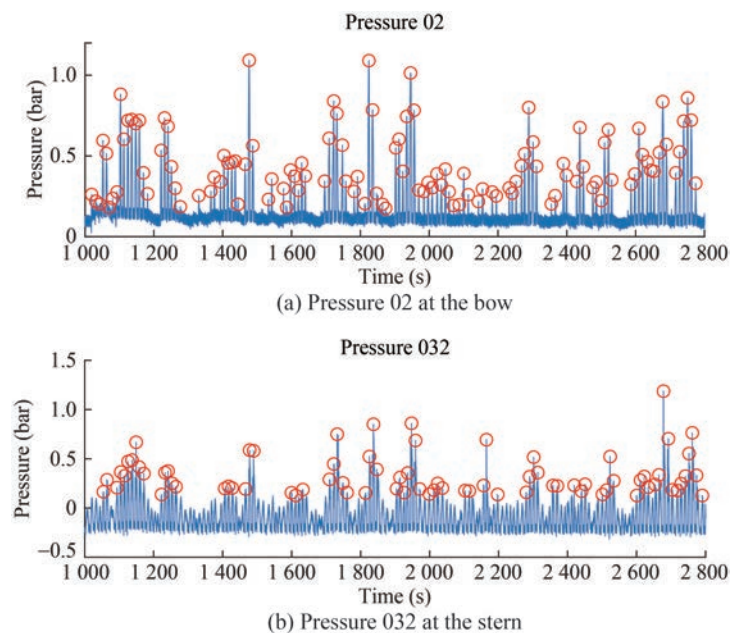 Pressure 02
Pressure (bar)
1.0
0.5
0
1 000 1 200 1 400 1 600 1 800 2 000 2 200 2 400 2 600 2 800
Time (s)
(a) Pressure 02 at the bow
Pressure 032
Pressure (bar)
1.5
1.0
0.5
0
−0.5
1 000 1 200 1 400 1 600 1 800 2 000 2 200 2 400 2 600 2 800
Time (s)
(b) Pressure 032 at the stern